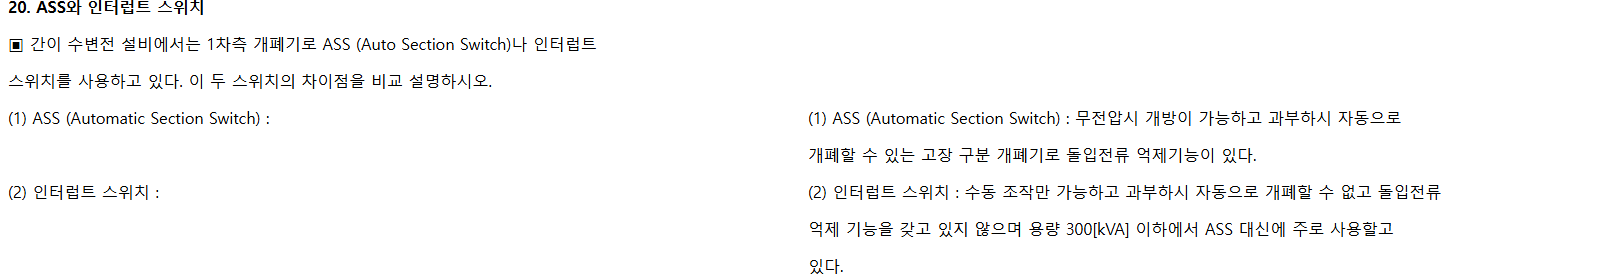 20. ASS와 인터럽트 스위치
▣ 간이 수변전 설비에서는 1차측 개폐기로 ASS (Auto Section Switch)나 인터럽트
스위치를 사용하고 있다. 이 두 스위치의 차이점을 비교 설명하시오.
(1) ASS (Automatic Section Switch) :
(2) 인터럽트 스위치 :
(1) ASS (Automatic Section Switch) : 무전압시 개방이 가능하고 과부하시 자동으로
개폐할 수 있는 고장 구분 개폐기로 돌입전류 억제기능이 있다.
(2) 인터럽트 스위치 : 수동 조작만 가능하고 과부하시 자동으로 개폐할 수 없고 돌입전류
억제 기능을 갖고 있지 않으며 용량 300[kVA] 이하에서 ASS 대신에 주로 사용할고
있다.